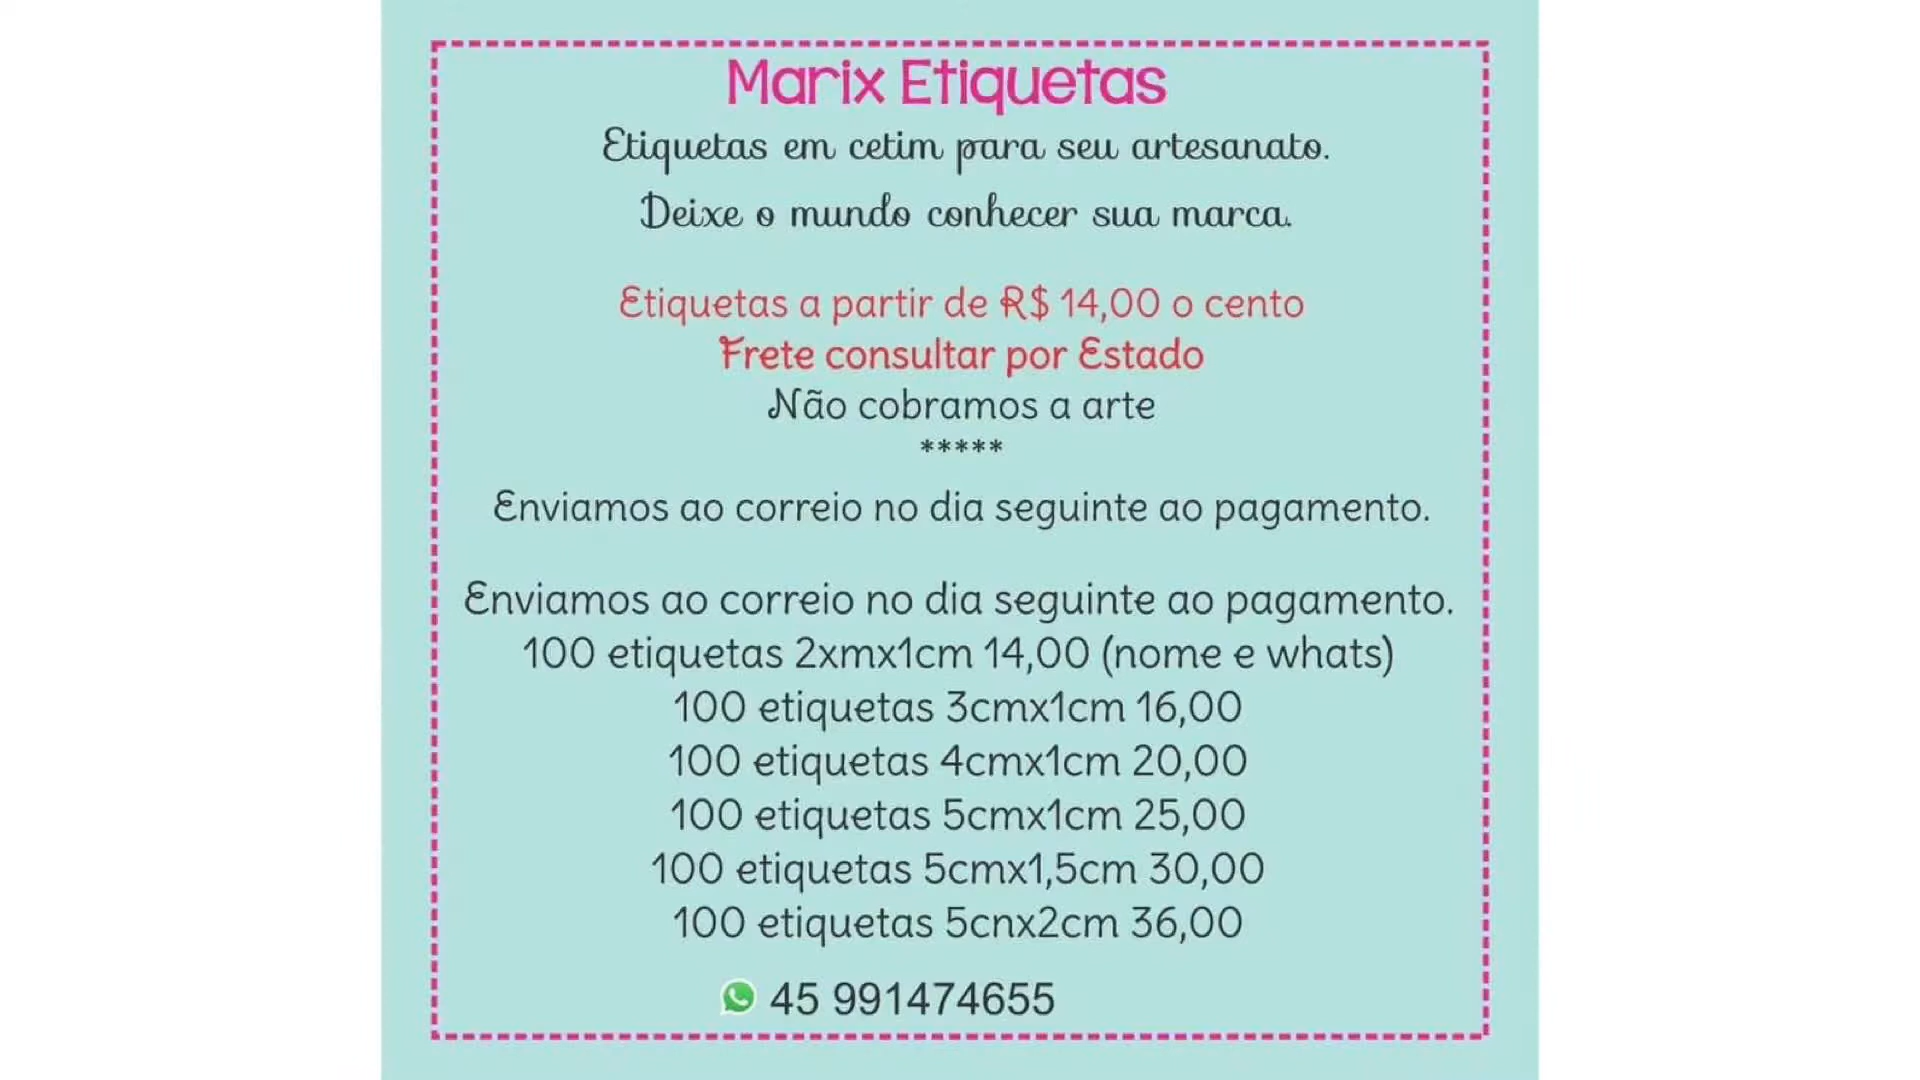 Marix Etiquetas
Etiquetas em cetim para seu artesanato.
Deixe o mundo conhecer sua marca.
Etiquetas a partir de R$ 14,00 o cento
Frete consultar por Estado
Não cobramos a arte
*****
Enviamos ao correio no dia seguinte ao pagamento.
Enviamos ao correio no dia seguinte ao pagamento.
100 etiquetas 2xmx1cm 14,00 (nome e whats)
100 etiquetas 3cmx1cm 16,00
100 etiquetas 4cmx1cm 20,00
100 etiquetas 5cmx1cm 25,00
100 etiquetas 5cmx1,5cm 30,00
100 etiquetas 5cnx2cm 36,00
45 991474655